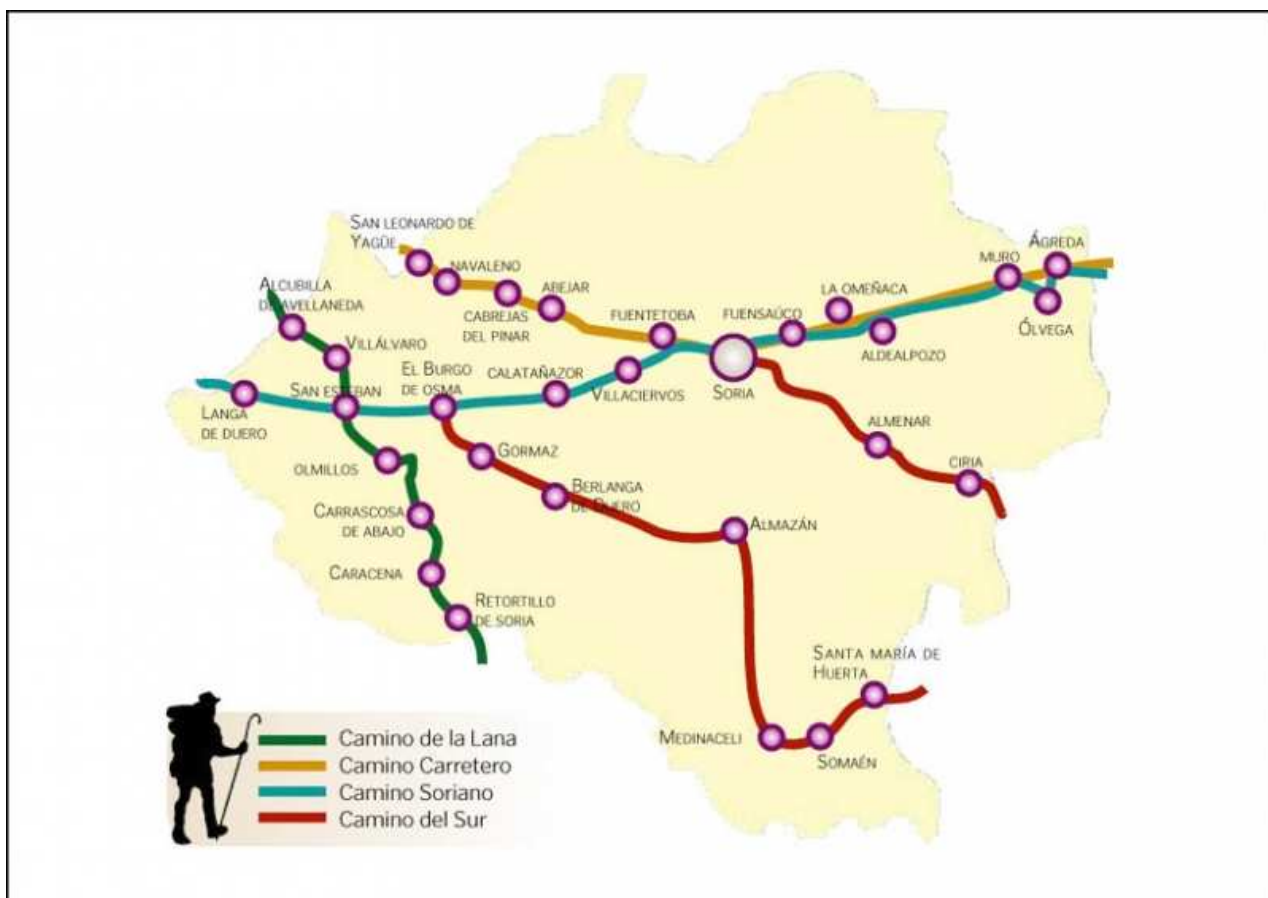 SAN LEONARDO DE
YAGÜE
NAVALENO
CABREJAS
DEL PINAR
ABEJAR
FUENTETOBA
FUENSAÚCO
LA OMEÑACA
MURO
ÁGREDA
ÓLVEGA
ALDEALPOZO
ALCUBILLA
DE AVELLANEDA
VILLÁLVARO
SAN ESTEBAN
EL BURGO
DE OSMA
CALATAÑAZOR
VILLACIERVOS
SORIA
LANGA
DE DUERO
OLMILLOS
GORMAZ
ALMENAR
CIRIA
BERLANGA
DE DUERO
CARRASCOSA
DE ABAJO
ALMAZÁN
CARACENA
RETORTILLO
DE SORIA
SANTA MARÍA DE
HUERTA
MEDINACELI
SOMAÉN
Camino de la Lana
Camino Carretero
Camino Soriano
Camino del Sur